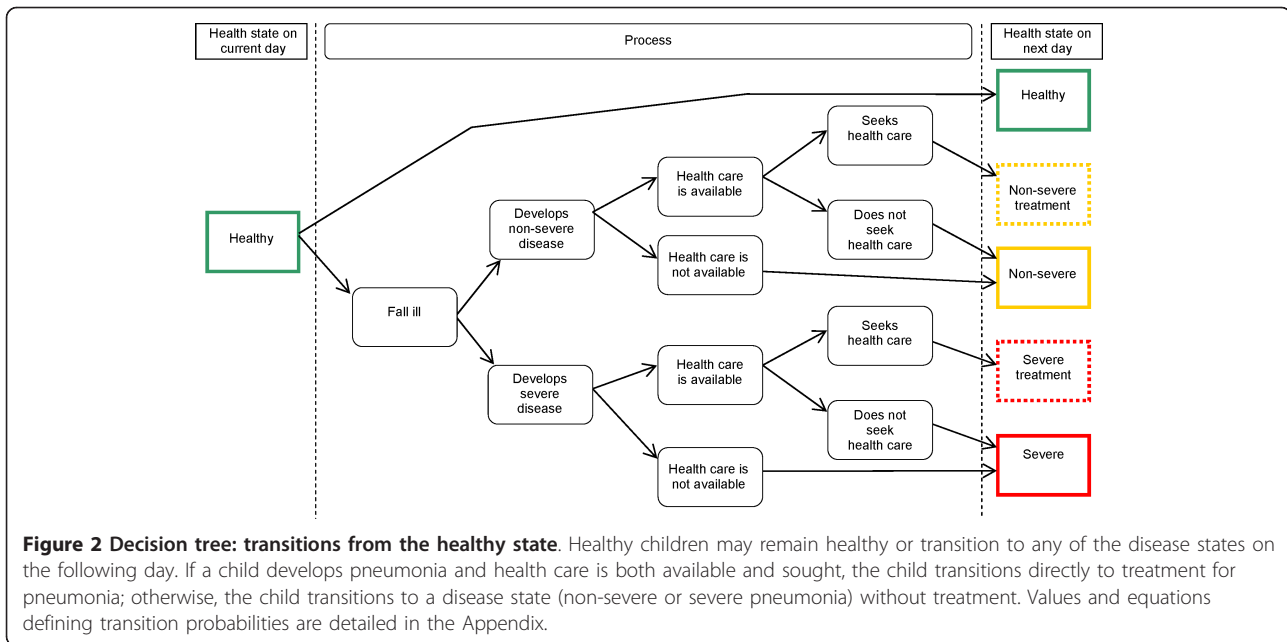 Health state on
current day
Process
Health state on
next day
Healthy
Seeks
health care
Health care
is available
Non-severe
treatment
Develops
non-severe
disease
Does not
seek
health care
Healthy
Health care is
not available
Non-severe
Fall ill
Seeks
health care
Health care
is available
Severe
treatment
Develops
severe
disease
Does not
seek
health care
Severe
Health care is
not available
Figure 2 Decision tree: transitions from the healthy state. Healthy children may remain healthy or transition to any of the disease states on
the following day. If a child develops pneumonia and health care is both available and sought, the child transitions directly to treatment for
pneumonia; otherwise, the child transitions to a disease state (non-severe or severe pneumonia) without treatment. Values and equations
defining transition probabilities are detailed in the Appendix.